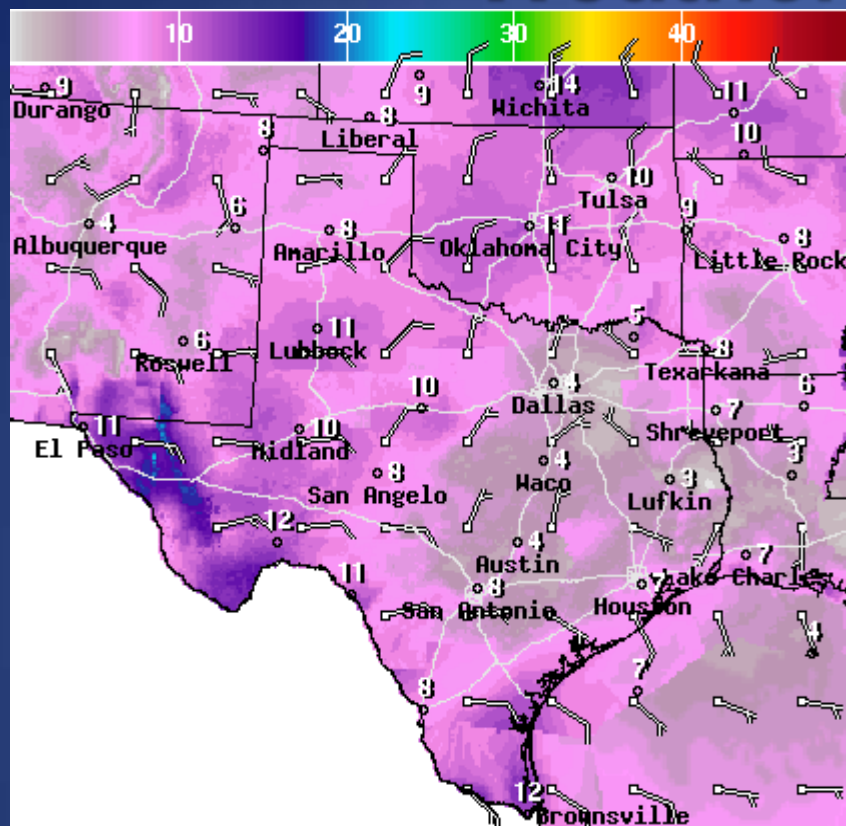 10 20 30 40
9
Durango
8
Liberal
9
14
Wichita
11
10
8
6
4
Albuquerque
8
Amarillo
11
Oklahoma City
10
Tulsa
9
8
Little Rock
6
Roswell
11
Lubbock
5
8
Texarkana
4
Dallas
10
6
7
Shreveport
11
El Paso
10
Midland
8
San Angelo
4
Waco
3
Lufkin
3
12
4
Austin
7
Lake Charles
11
8
San Antonio
7
Houston
4
8
7
12
Brownsville